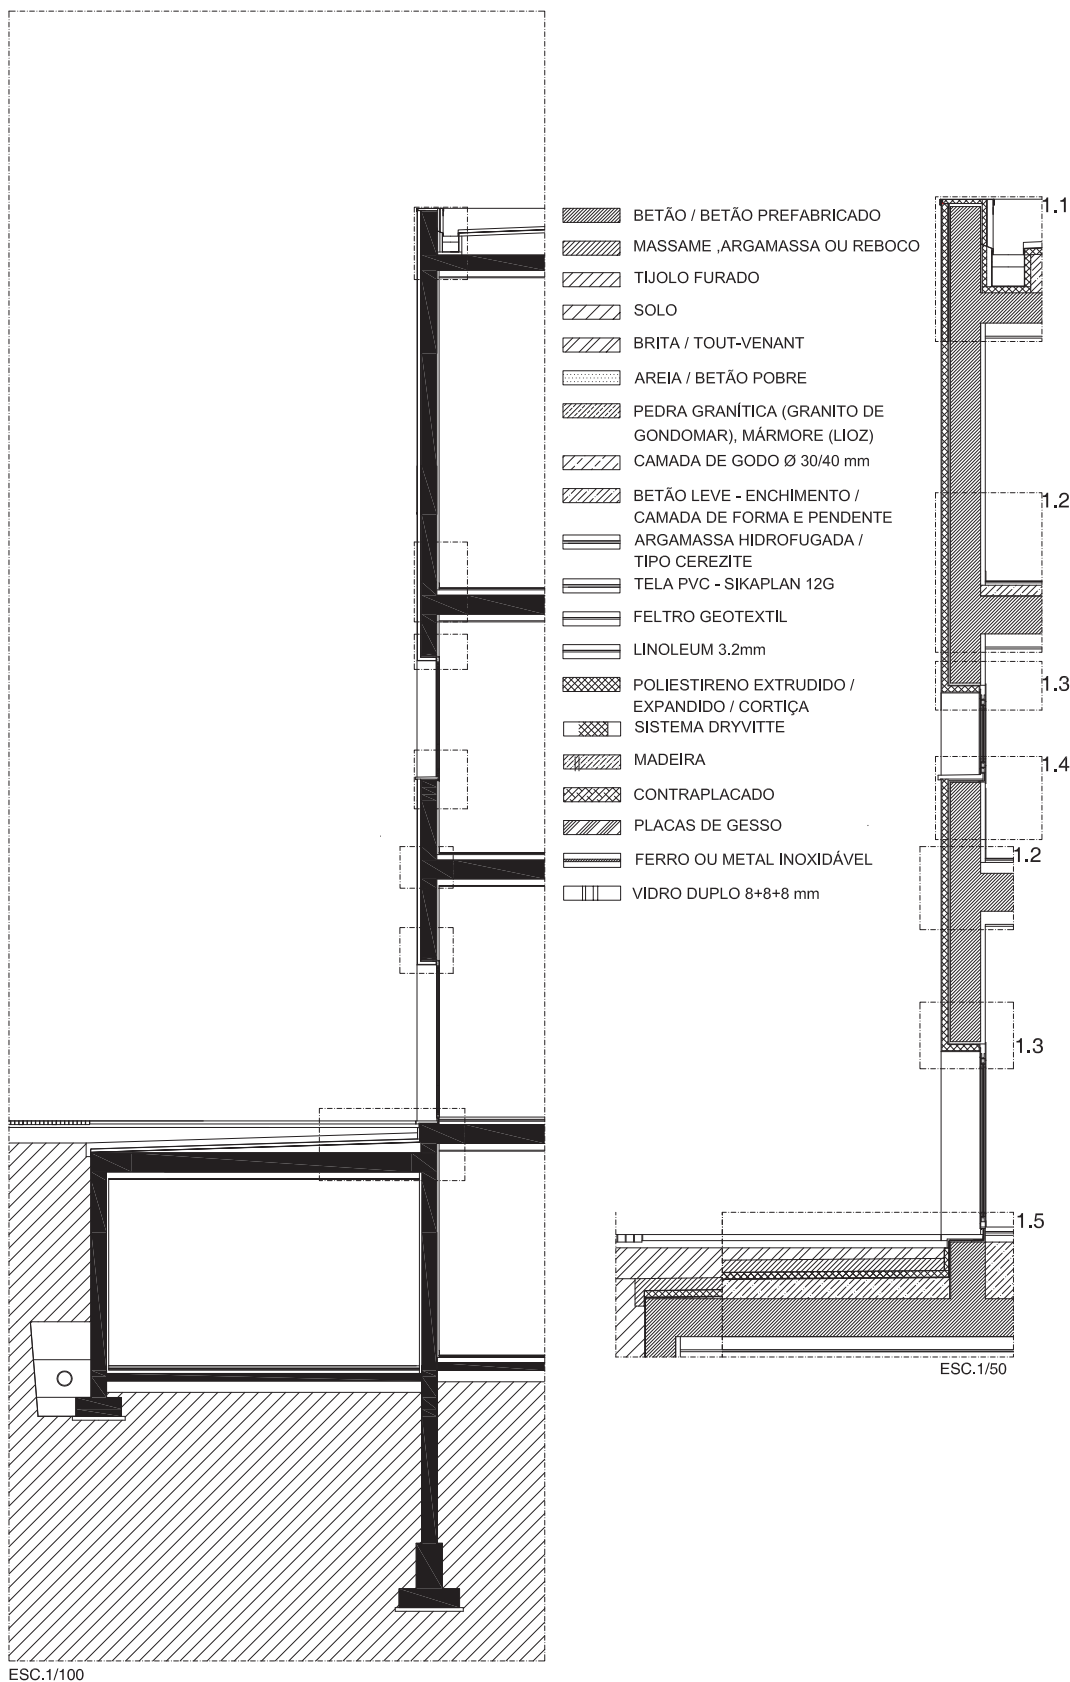 BETÃO / BETÃO PREFABRICADO
MASSAME ,ARGAMASSA OU REBOCO
TIJOLO FURADO
SOLO
BRITA / TOUT-VENANT
AREIA / BETÃO POBRE
PEDRA GRANÍTICA (GRANITO DE
GONDOMAR), MÁRMORE (LIOZ)
CAMADA DE GODO Ø 30/40 mm
BETÃO LEVE - ENCHIMENTO /
CAMADA DE FORMA E PENDENTE
ARGAMASSA HIDROFUGADA /
TIPO CEREZITE
TELA PVC - SIKAPLAN 12G
FELTRO GEOTEXTIL
LINOLEUM 3.2mm
POLIESTIRENO EXTRUDIDO /
EXPANDIDO / CORTIÇA
SISTEMA DRYVITTE
MADEIRA
CONTRAPLACADO
PLACAS DE GESSO
FERRO OU METAL INOXIDÁVEL
VIDRO DUPLO 8+8+8 mm
1.1
1.2
1.3
1.4
1.2
1.3
1.5
ESC.1/50
ESC.1/100